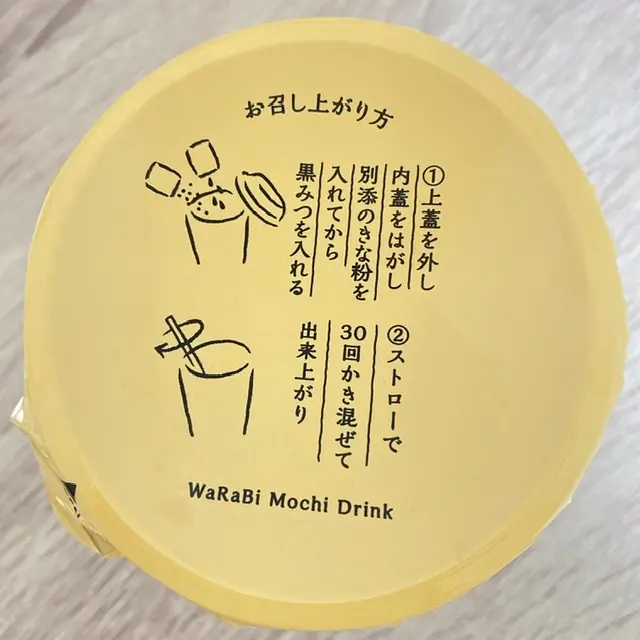 お召し上がり方
①上蓋を外し
内蓋をはがし
別添のきな粉を
入れてから
黒みつを入れる
②ストローで
30回かき混ぜて
出来上がり
WaRaBi Mochi Drink